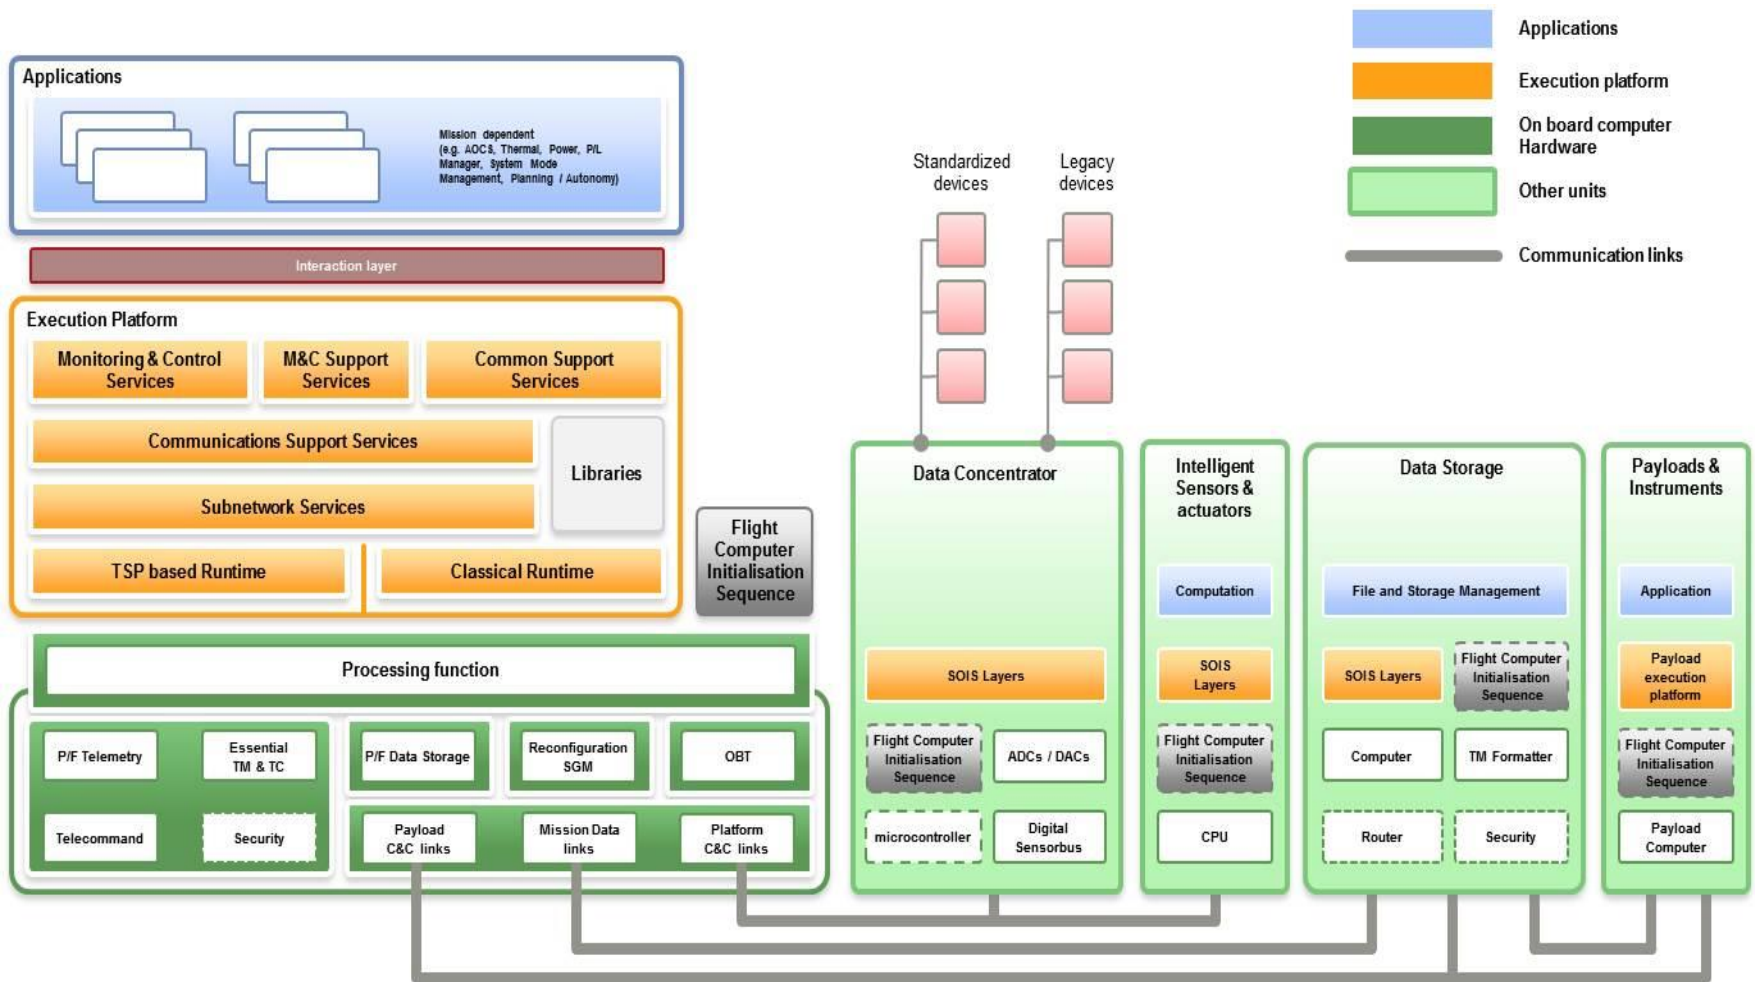 Applications
Mission dependent
(e.g. AOCS, Thermal, Power, P/L
Manager, System Mode
Management, Planning / Autonomy)
Interaction layer
Execution Platform
Monitoring & Control
Services
M&C Support
Services
Common Support
Services
Communications Support Services
Libraries
Subnetwork Services
TSP based Runtime
Classical Runtime
Flight
Computer
Initialisation
Sequence
Processing function
P/F Telemetry
Essential
TM & TC
P/F Data Storage
Reconfiguration
SGM
OBT
Telecommand
Security
Payload
C&C links
Mission Data
links
Platform
C&C links
Standardized
devices
Legacy
devices
Data Concentrator
SOIS Layers
Flight Computer
Initialisation
Sequence
ADCs / DACs
microcontroller
Digital
Sensorbus
Intelligent
Sensors &
actuators
Computation
SOIS
Layers
Flight Computer
Initialisation
Sequence
CPU
Data Storage
File and Storage Management
SOIS Layers
Flight Computer
Initialisation
Sequence
Computer
TM Formatter
Router
Security
Payloads &
Instruments
Application
Payload
execution
platform
Flight Computer
Initialisation
Sequence
Payload
Computer
Applications
Execution platform
On board computer
Hardware
Other units
Communication links